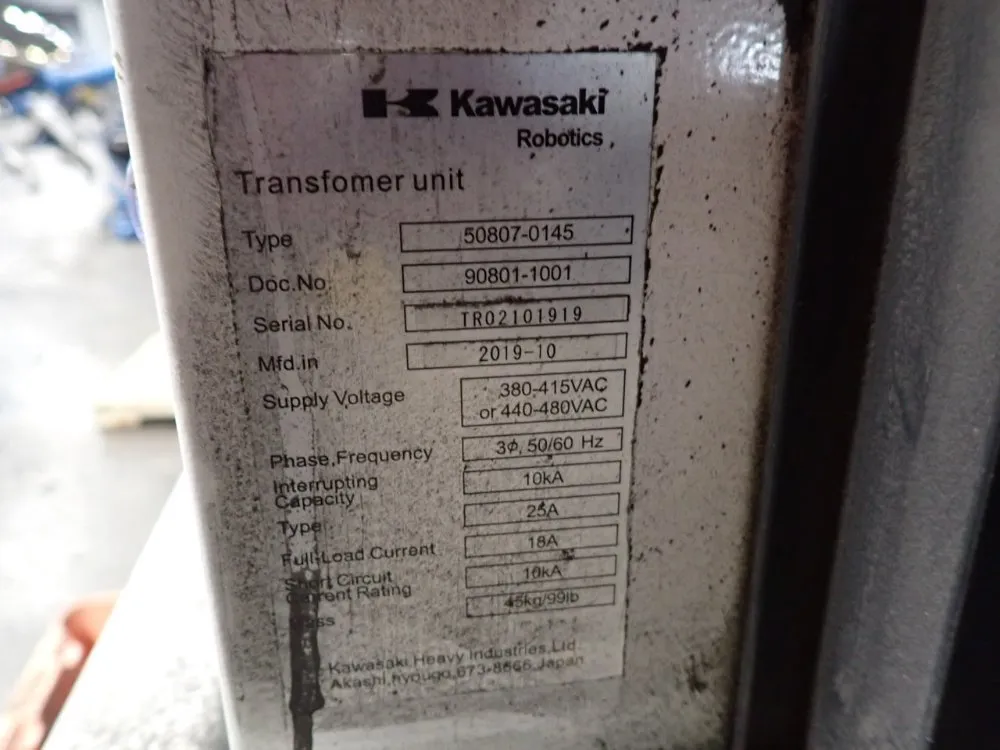 Kawasaki
Robotics
Transfomer unit
Type 50807-0145
Doc.No. 90801-1001
Serial No. TR02101919
Mfd.in 2019-10
Supply Voltage 380-415VAC
or 440-480VAC
Phase,Frequency 3ϕ, 50/60 Hz
Interrupting
Capacity 10kA
Type 25A
Full-Load Current 18A
Short Circuit
Current Rating 10kA
45kg/99lb
Kawasaki Heavy Industries,Ltd.
Akashi,Hyougo,673-8666,Japan